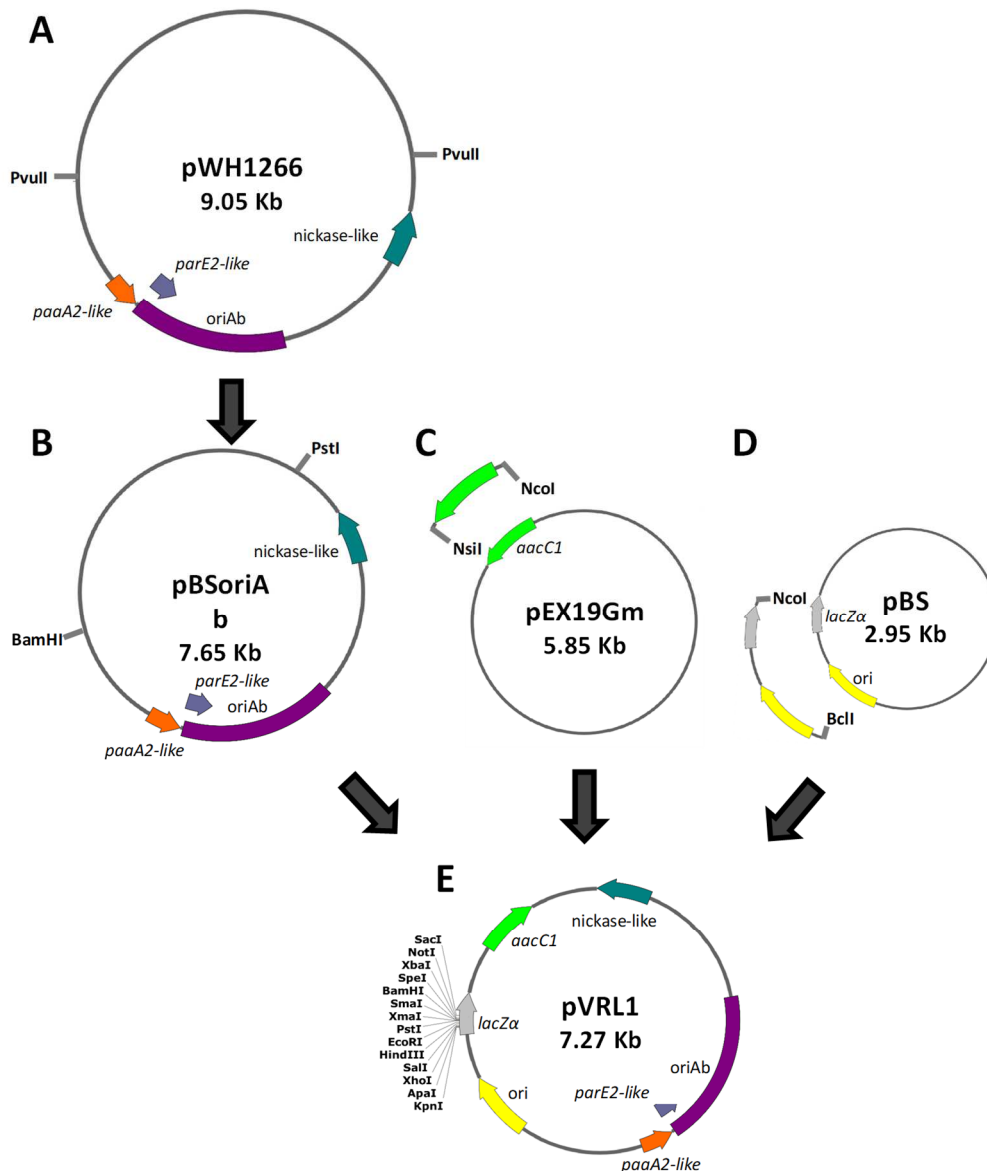 A
PvuII
pWH1266
9.05 Kb
PvuII
nickase-like
parE2-like
paaA2-like
oriAb
B
PstI
nickase-like
pBSoriA
b
7.65 Kb
BamHI
parE2-like
oriAb
paaA2-like
C
NcoI
NsiI
aacC1
pEX19Gm
5.85 Kb
D
NcoI
lacZα
pBS
2.95 Kb
ori
BclI
E
nickase-like
aacC1
SacI
NotI
XbaI
SpeI
BamHI
SmaI
XmaI
PstI
EcoRI
HindIII
SalI
XhoI
ApaI
KpnI
lacZα
pVRL1
7.27 Kb
oriAb
ori
parE2-like
paaA2-like